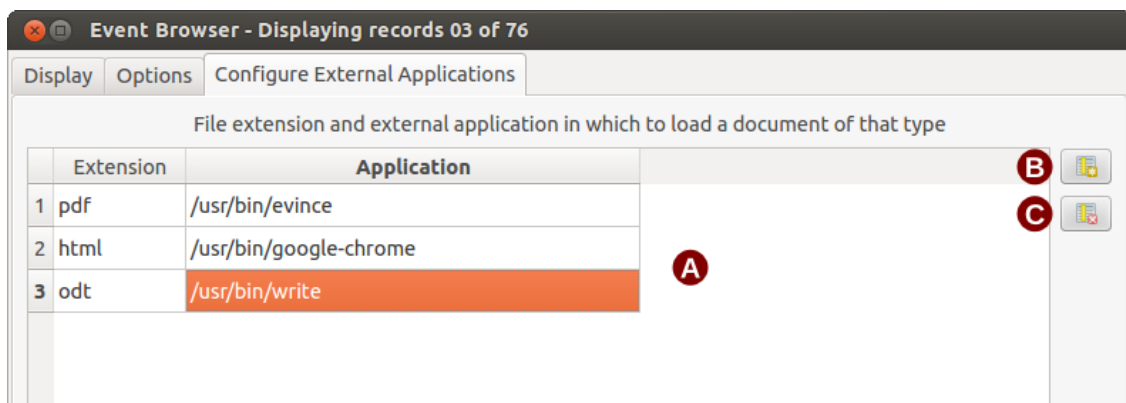 Event Browser - Displaying records 03 of 76
Display Options Configure External Applications
File extension and external application in which to load a document of that type
Extension Application B
1 pdf /usr/bin/evince C
2 html /usr/bin/google-chrome A
3 odt /usr/bin/write